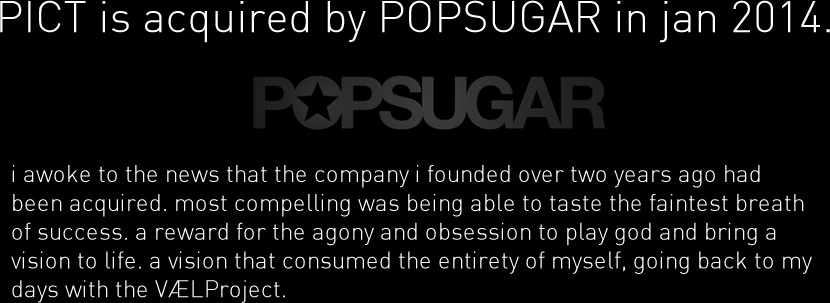 PICT is acquired by POPSUGAR in jan 2014.
POPSUGAR
i awoke to the news that the company i founded over two years ago had
been acquired. most compelling was being able to taste the faintest breath
of success. a reward for the agony and obsession to play god and bring a
vision to life. a vision that consumed the entirety of myself, going back to my
days with the VÆLProject.